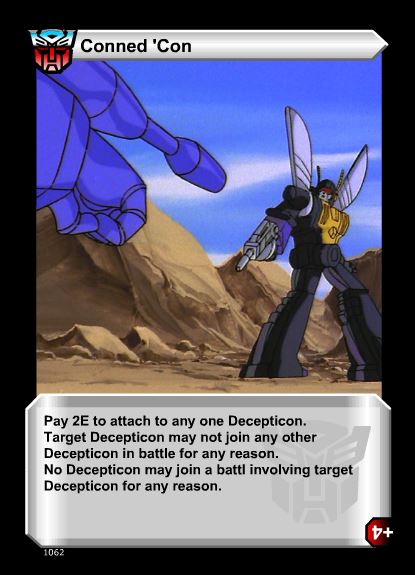 Conned 'Con
Pay 2E to attach to any one Decepticon.
Target Decepticon may not join any other
Decepticon in battle for any reason.
No Decepticon may join a battl involving target
Decepticon for any reason.
1062
+4